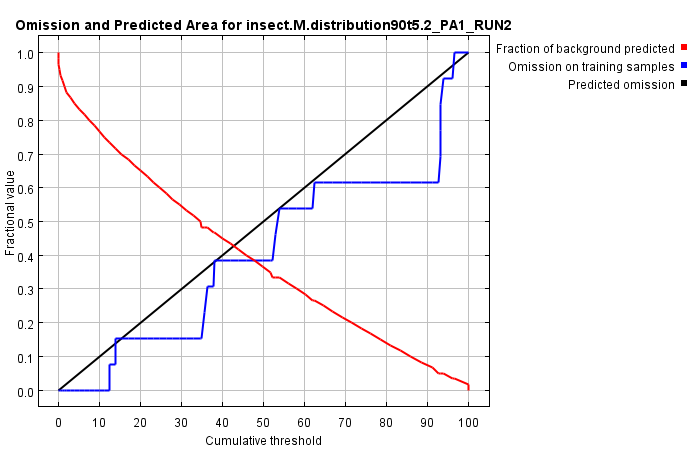 Omission and Predicted Area for insect.M.distribution90t5.2_PA1_RUN2
Fraction of background predicted
Omission on training samples
Predicted omission
Fractional value
1.0
0.9
0.8
0.7
0.6
0.5
0.4
0.3
0.2
0.1
0.0
0 10 20 30 40 50 60 70 80 90 100
Cumulative threshold